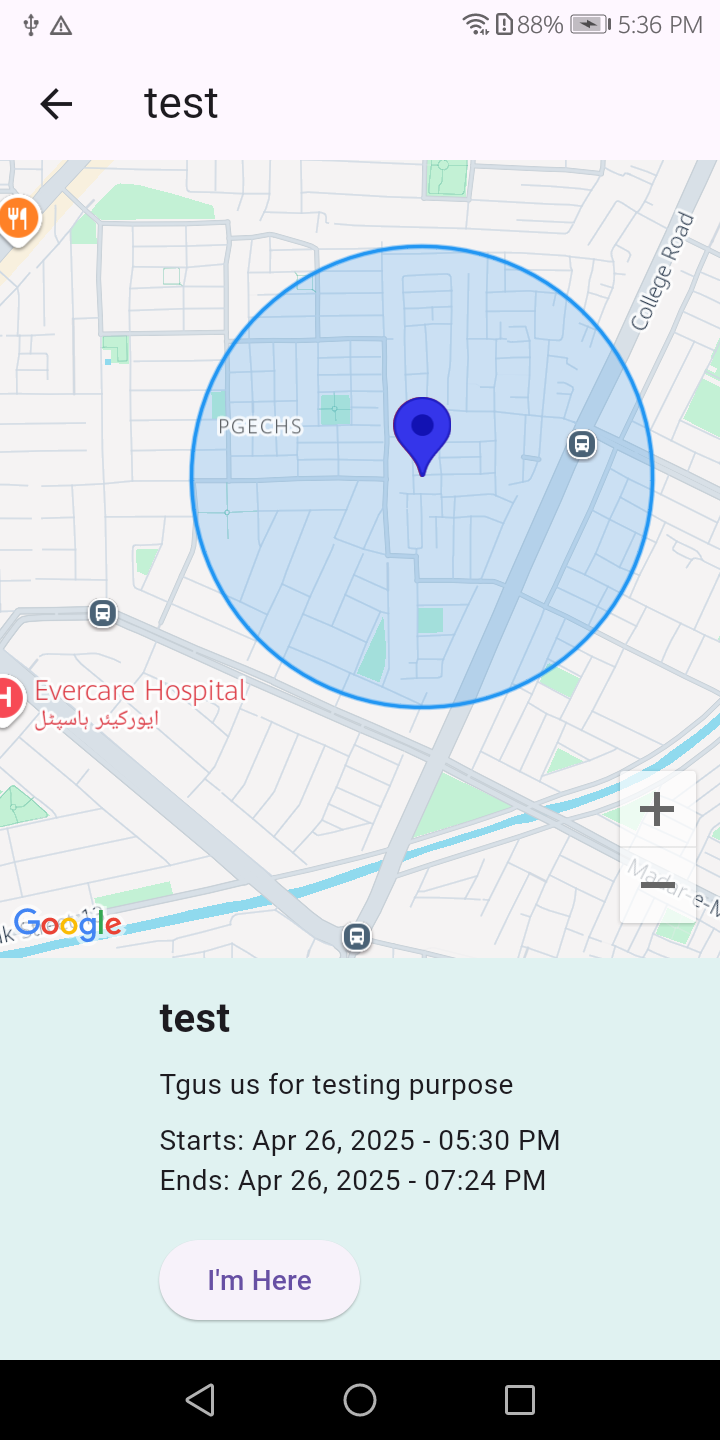 88% 5:36 PM
test
College Road
PGECHS
Evercare Hospital
ایورکیئر ہاسپٹل
Google
test
Tgus us for testing purpose
Starts: Apr 26, 2025 - 05:30 PM
Ends: Apr 26, 2025 - 07:24 PM
I'm Here